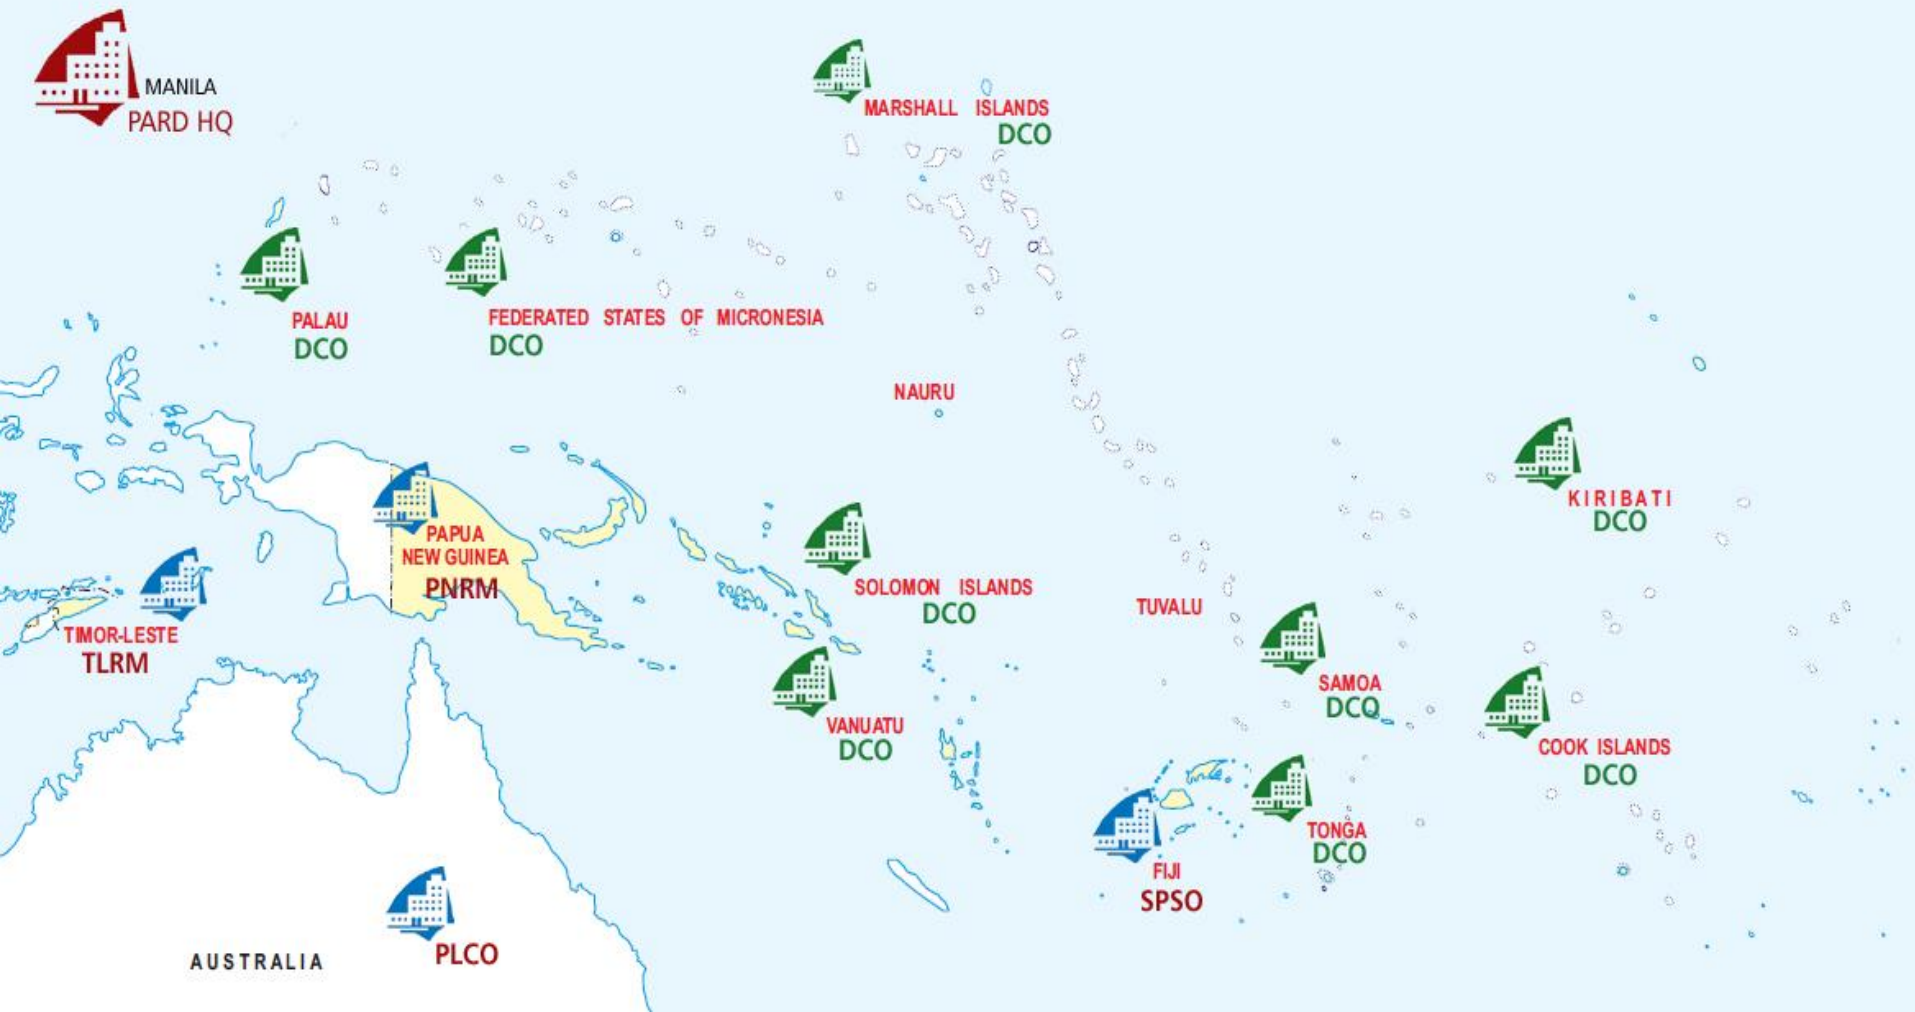 MANILA
PARD HQ
MARSHALL ISLANDS
DCO
PALAU
DCO
FEDERATED STATES OF MICRONESIA
DCO
NAURU
KIRIBATI
DCO
PAPUA
NEW GUINEA
PNRM
SOLOMON ISLANDS
DCO
TUVALU
TIMOR-LESTE
TLRM
SAMOA
DCO
VANUATU
DCO
COOK ISLANDS
DCO
TONGA
DCO
FIJI
SPSO
AUSTRALIA
PLCO